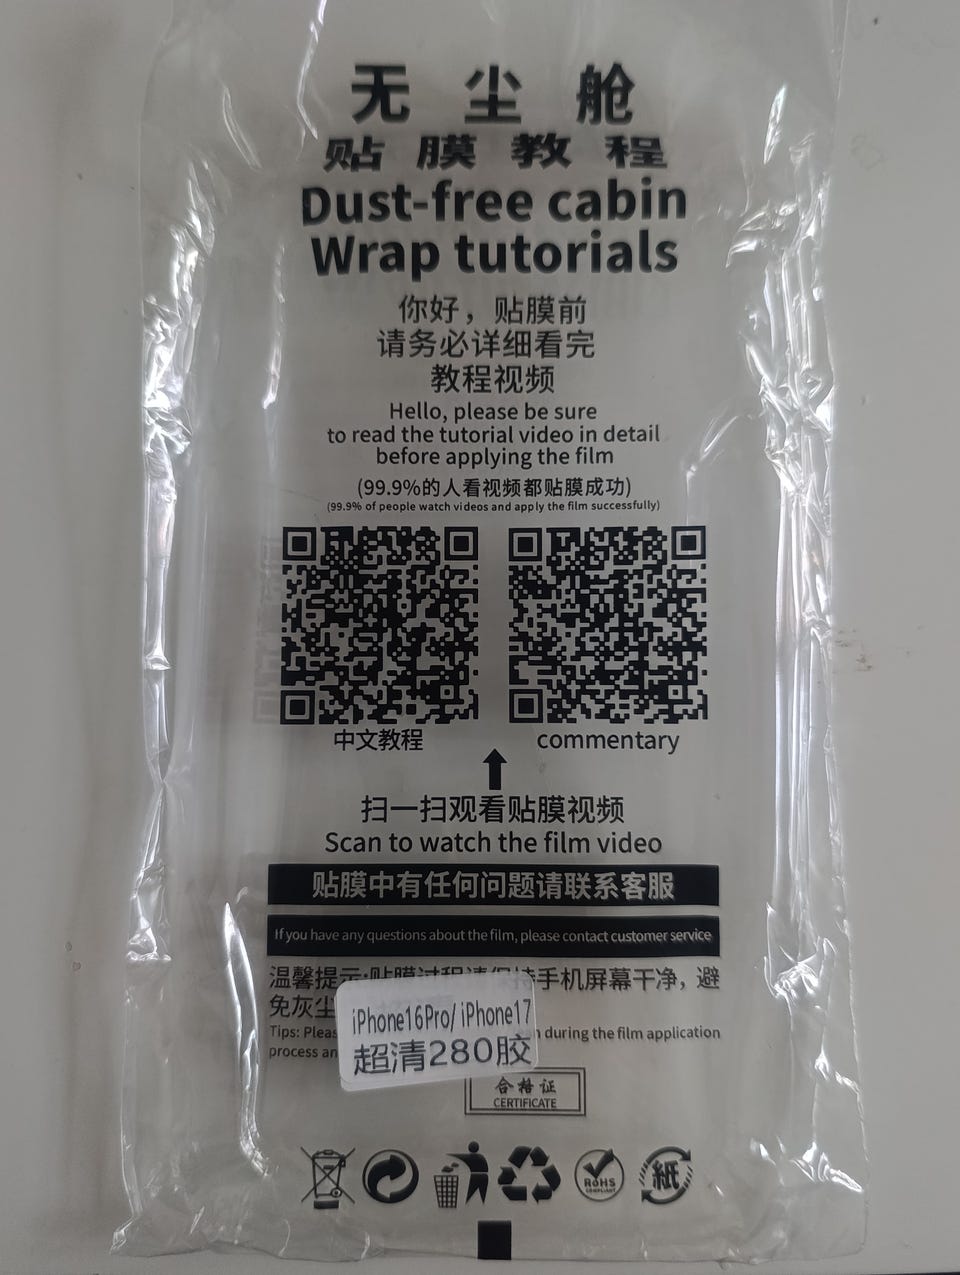 无尘舱
贴膜教程
Dust-free cabin
Wrap tutorials
你好，贴膜前
请务必详细看完
教程视频
Hello, please be sure
to read the tutorial video in detail
before applying the film
(99.9%的人看视频都贴膜成功)
(99.9% of people watch videos and apply the film successfully)
中文教程
commentary
扫一扫观看贴膜视频
Scan to watch the film video
贴膜中有任何问题请联系客服
If you have any questions about the film, please contact customer service
温馨提示:贴膜过程请保持手机屏幕干净，避
免灰尘
Tips: Pleas during the film application
process an
iPhone16Pro/ iPhone17
超清280胶
合格证
CERTIFICATE
RoHS
COMPLIANT
紙